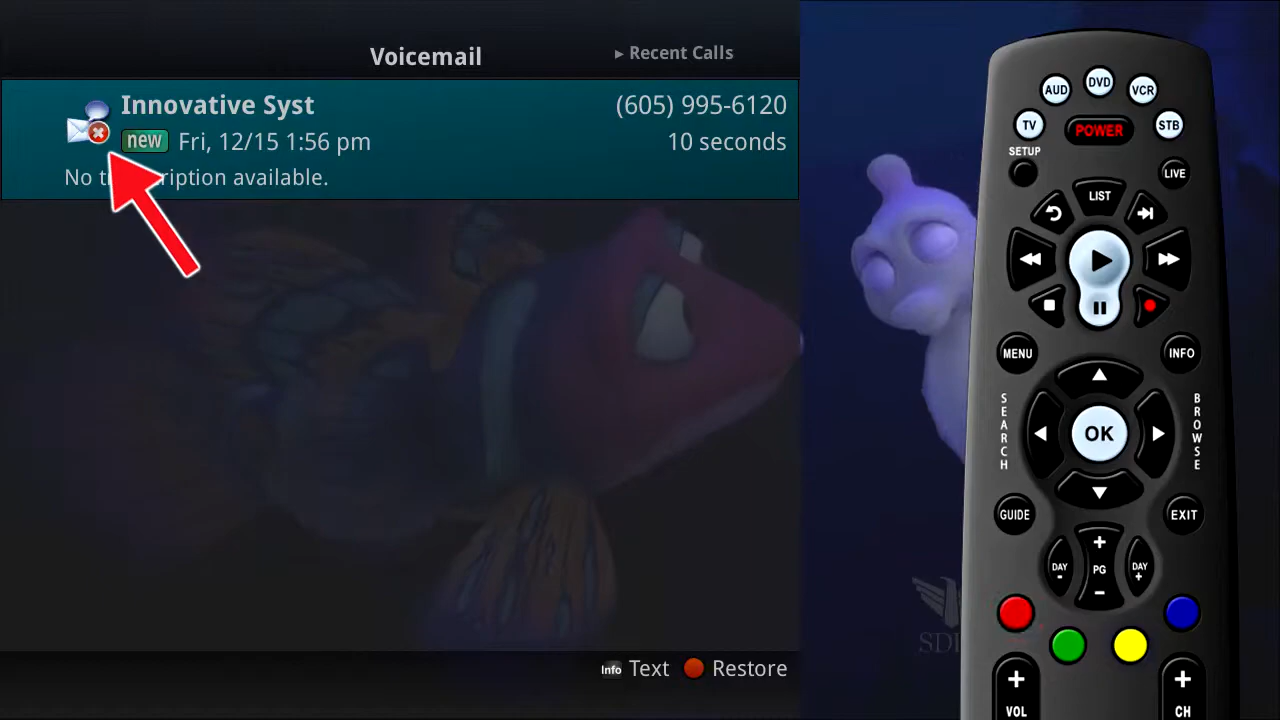 Voicemail
▸ Recent Calls
Innovative Syst
(605) 995-6120
new Fri, 12/15 1:56 pm
10 seconds
Info Text
Restore
AUD
DVD
VCR
TV
POWER
STB
SETUP
LIVE
LIST
MENU
INFO
SEARCH
OK
BROWSE
GUIDE
EXIT
DAY
-
+
PG
-
DAY
+
+
VOL
+
CH
No
available.